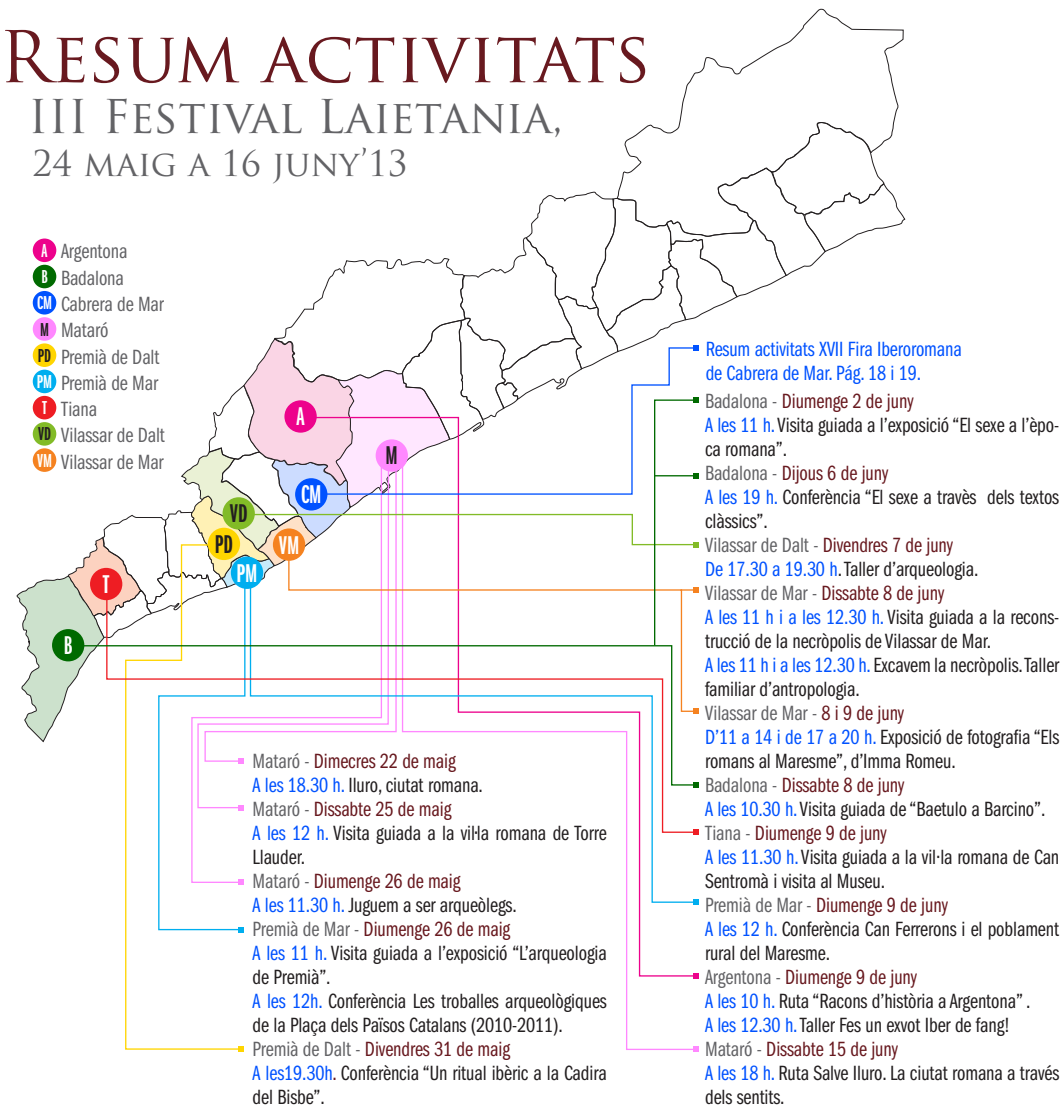 RESUM ACTIVITATS
III FESTIVAL LAIETANIA,
24 MAIG A 16 JUNY'13
A Argentona
B Badalona
CM Cabrera de Mar
M Mataró
PD Premià de Dalt
PM Premià de Mar
T Tiana
VD Vilassar de Dalt
VM Vilassar de Mar
A
M
CM
VD
PD
VM
PM
T
B
Mataró - Dimecres 22 de maig
A les 18.30 h. Iluro, ciutat romana.
Mataró - Dissabte 25 de maig
A les 12 h. Visita guiada a la vil·la romana de Torre
Llauder.
Mataró - Diumenge 26 de maig
A les 11.30 h. Juguem a ser arqueòlegs.
Premià de Mar - Diumenge 26 de maig
A les 11 h. Visita guiada a l'exposició “L'arqueologia
de Premià”.
A les 12h. Conferència Les troballes arqueològiques
de la Plaça dels Països Catalans (2010-2011).
Premià de Dalt - Divendres 31 de maig
A les19.30h. Conferència “Un ritual ibèric a la Cadira
del Bisbe”.
Resum activitats XVII Fira Iberoromana
de Cabrera de Mar. Pág. 18 i 19.
Badalona - Diumenge 2 de juny
A les 11 h. Visita guiada a l'exposició “El sexe a l'èpo-
ca romana”.
Badalona - Dijous 6 de juny
A les 19 h. Conferència “El sexe a travès dels textos
clàssics”.
Vilassar de Dalt - Divendres 7 de juny
De 17.30 a 19.30 h. Taller d'arqueologia.
Vilassar de Mar - Dissabte 8 de juny
A les 11 h i a les 12.30 h. Visita guiada a la recons-
trucció de la necròpolis de Vilassar de Mar.
A les 11 h i a les 12.30 h. Excavem la necròpolis. Taller
familiar d'antropologia.
Vilassar de Mar - 8 i 9 de juny
D'11 a 14 i de 17 a 20 h. Exposició de fotografia “Els
romans al Maresme”, d'Imma Romeu.
Badalona - Dissabte 8 de juny
A les 10.30 h. Visita guiada de “Baetulo a Barcino”.
Tiana - Diumenge 9 de juny
A les 11.30 h. Visita guiada a la vil·la romana de Can
Sentromà i visita al Museu.
Premià de Mar - Diumenge 9 de juny
A les 12 h. Conferència Can Ferrerons i el poblament
rural del Maresme.
Argentona - Diumenge 9 de juny
A les 10 h. Ruta “Racons d'història a Argentona” .
A les 12.30 h. Taller Fes un exvot Iber de fang!
Mataró - Dissabte 15 de juny
A les 18 h. Ruta Salve Iluro. La ciutat romana a través
dels sentits.